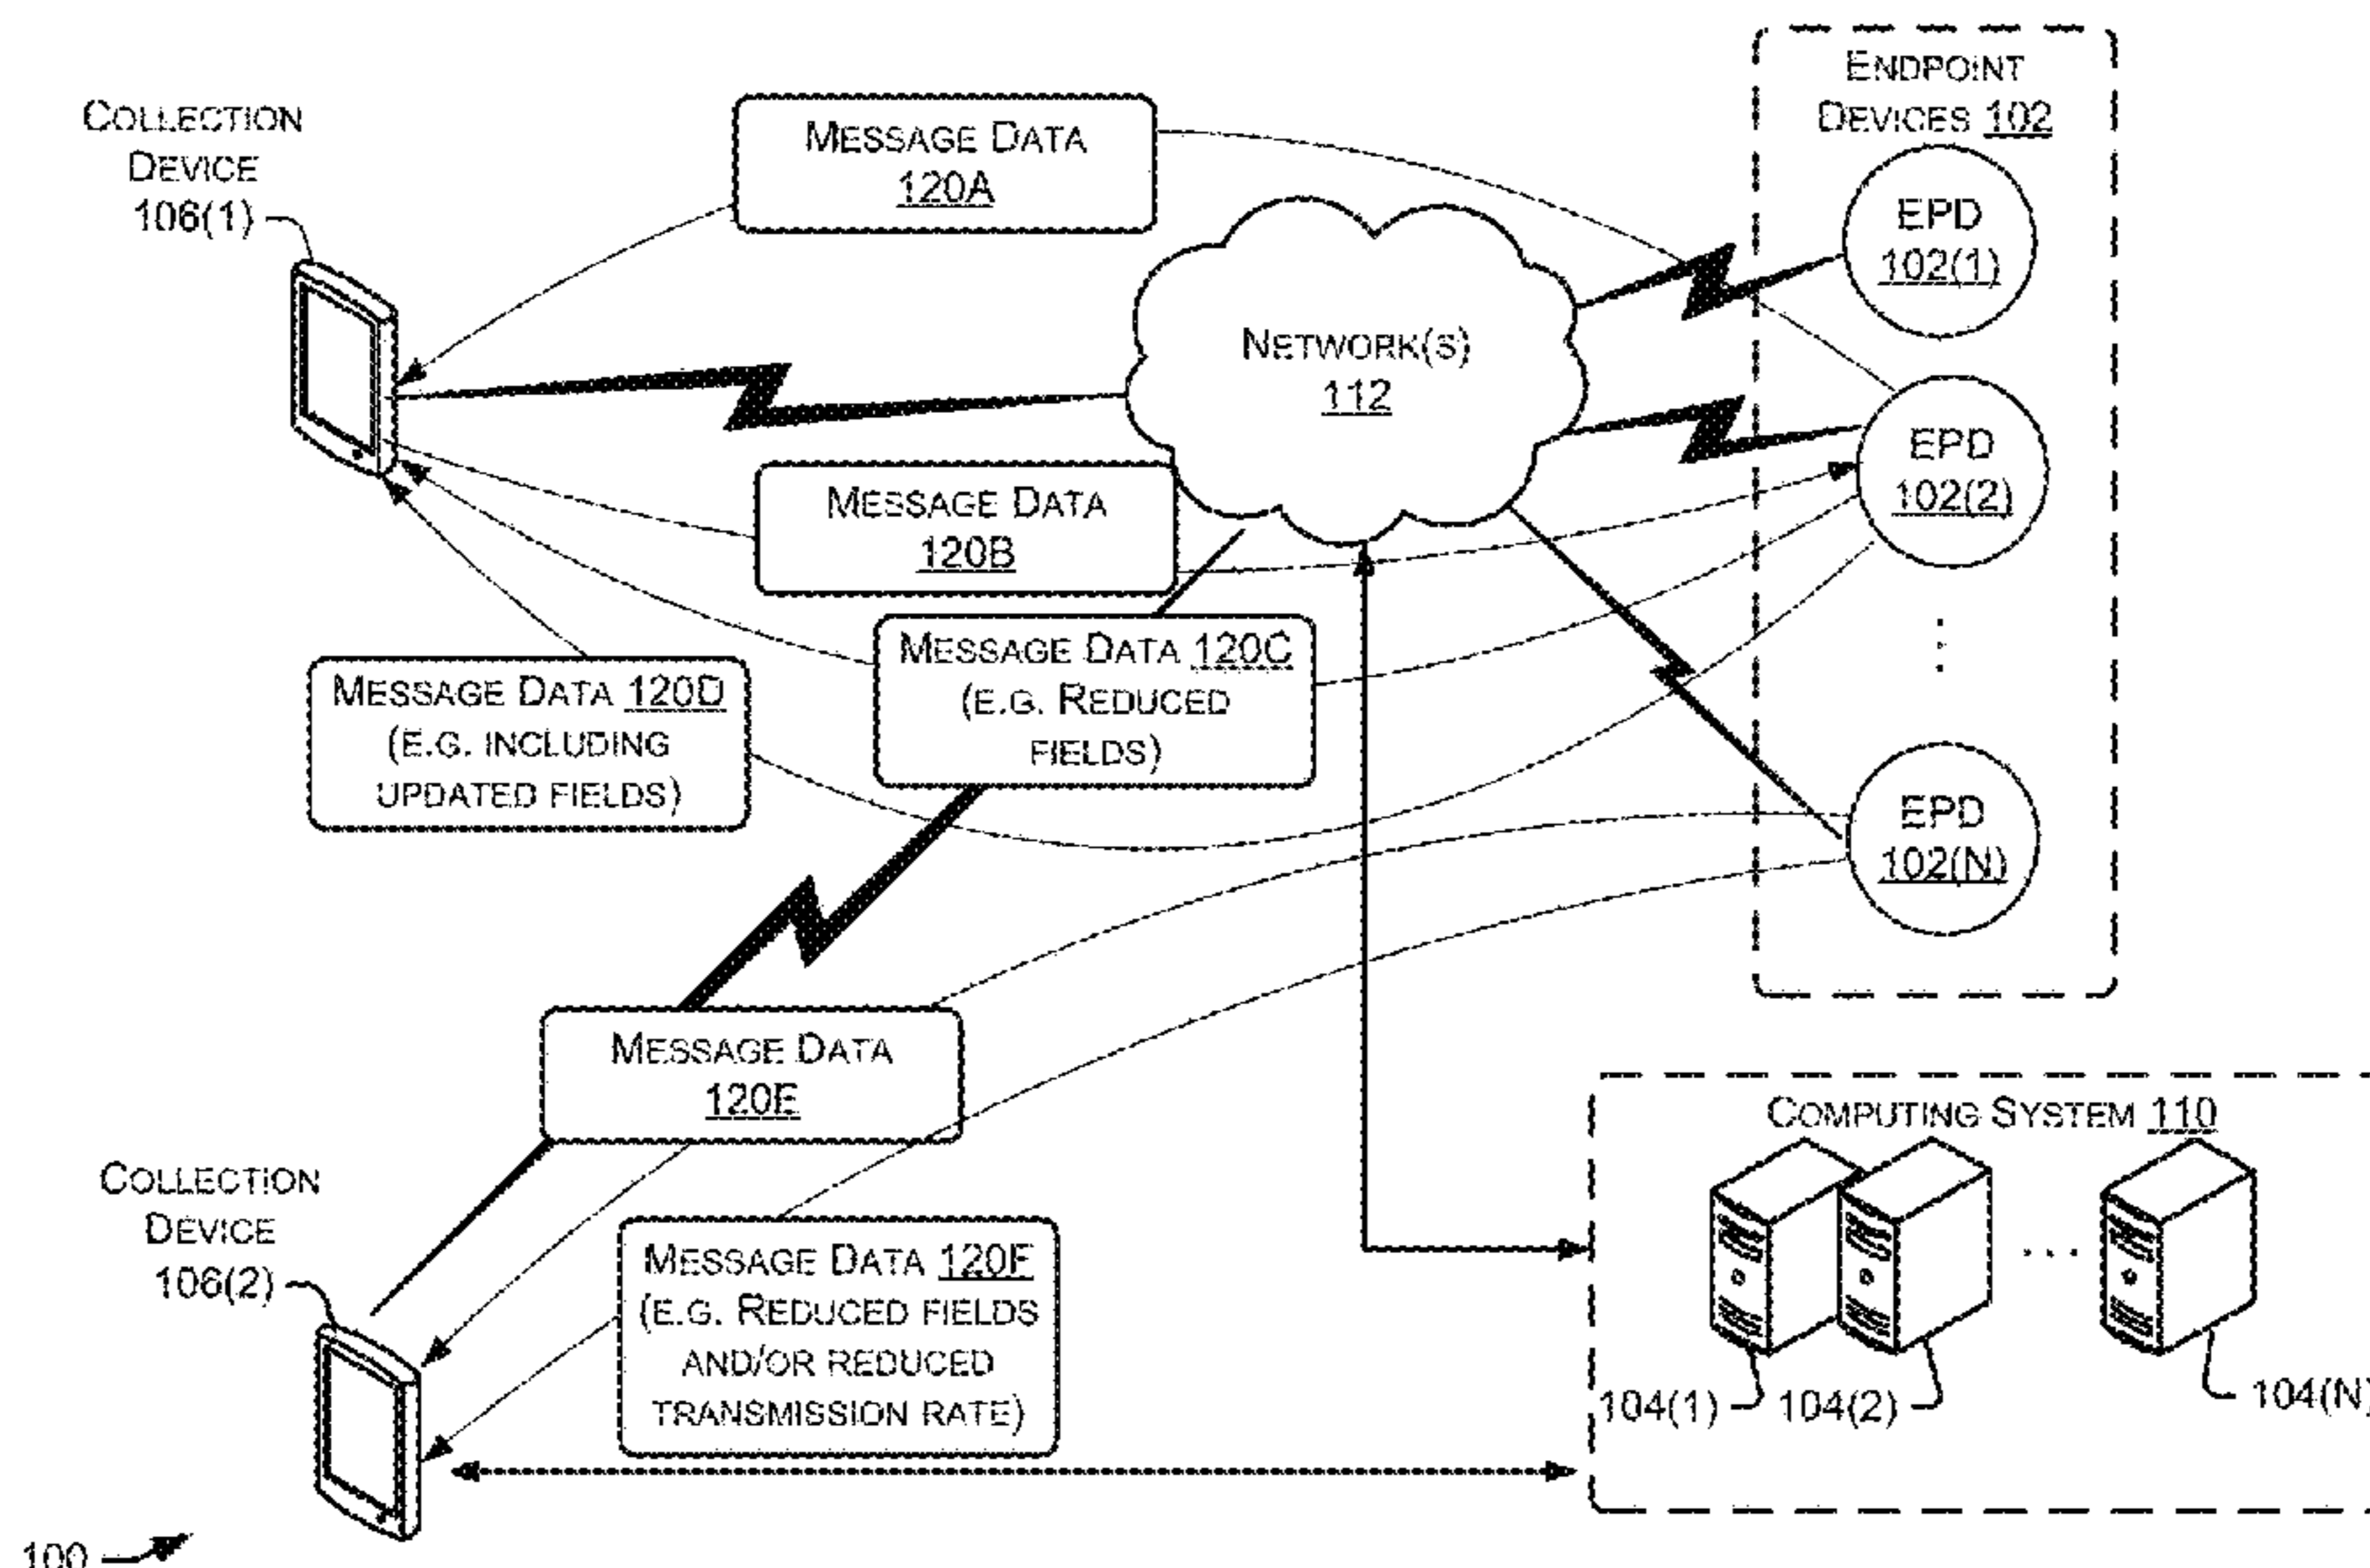 ENDPOINT
DEVICES 102
COLLECTION
DEVICE
106(1)
MESSAGE DATA
120A
EPD
102(1)
NETWORK(S)
112
EPD
102(2)
MESSAGE DATA
120B
MESSAGE DATA 120C
(E.G. REDUCED
FIELDS)
MESSAGE DATA 120D
(E.G. INCLUDING
UPDATED FIELDS)
EPD
102(N)
MESSAGE DATA
120E
COMPUTING SYSTEM 110
COLLECTION
DEVICE
106(2)
MESSAGE DATA 120F
(E.G. REDUCED FIELDS
AND/OR REDUCED
TRANSMISSION RATE)
104(1)
104(2)
104(N)
100